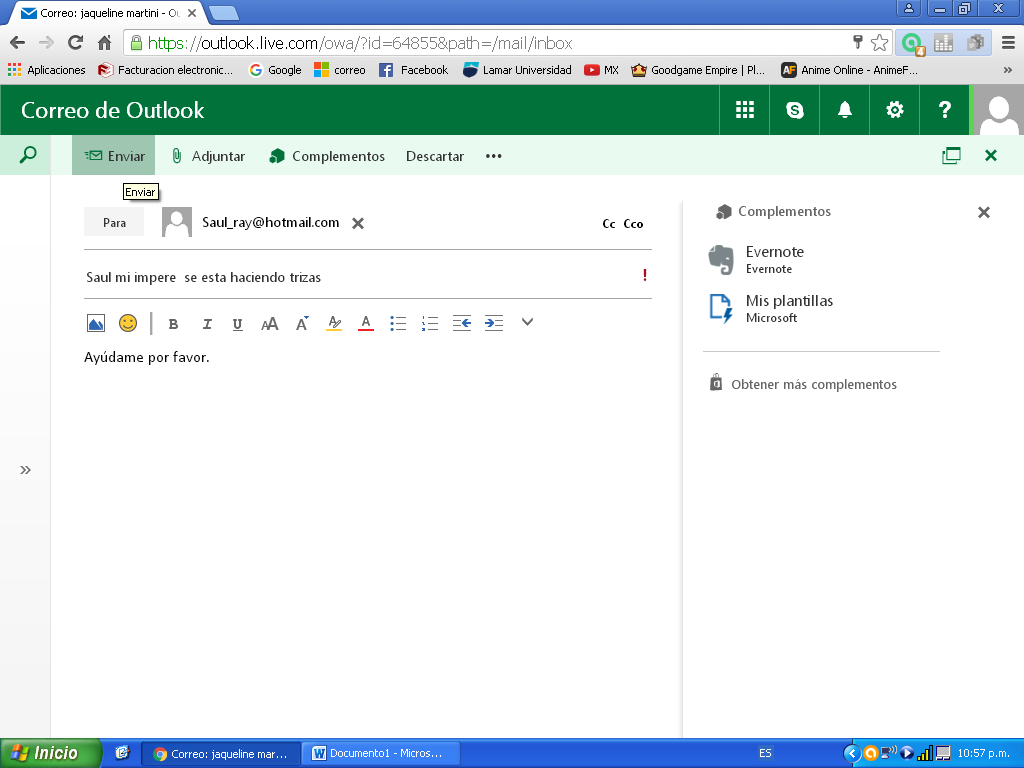 Correo: jaqueline martini - Ou
https://outlook.live.com/owa/?id=64855&path=/mail/inbox
4
Aplicaciones
Facturacion electronic...
Google
correo
Facebook
Lamar Universidad
MX
Goodgame Empire | Pl...
AF
Anime Online - AnimeF...
»
Correo de Outlook
?
Enviar
Adjuntar
Complementos
Descartar
•••
Enviar
Para
Saul_ray@hotmail.com
Cc Cco
Saul mi impere  se esta haciendo trizas
!
B I U AA A A A
Ayúdame por favor.
Complementos
Evernote
Evernote
Mis plantillas
Microsoft
Obtener más complementos
»
Inicio
Correo: jaqueline mar...
Documento1 - Micros...
ES
10:57 p.m.